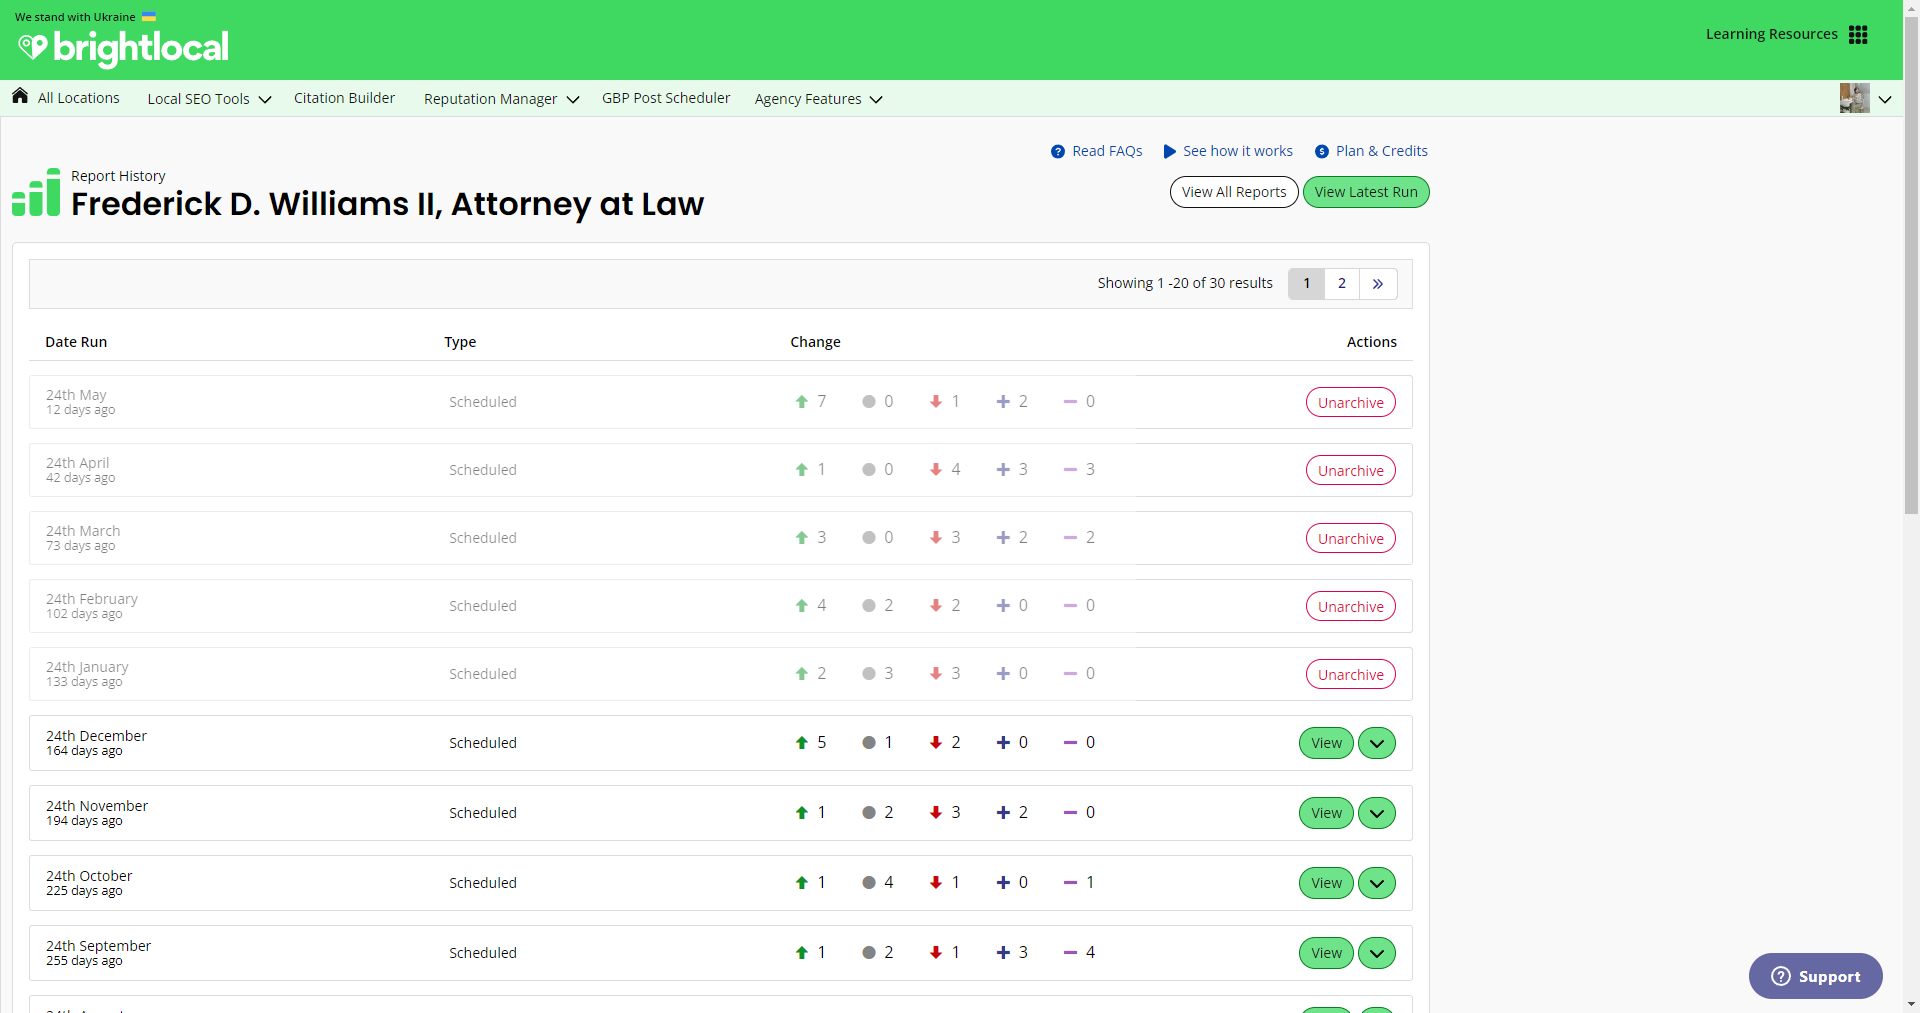 We stand with Ukraine
brightlocal
Learning Resources
All Locations Local SEO Tools Citation Builder Reputation Manager GBP Post Scheduler Agency Features
Read FAQs See how it works Plan & Credits
Report History
Frederick D. Williams II, Attorney at Law
View All Reports View Latest Run
Showing 1 -20 of 30 results 1 2 »
Date Run Type Change Actions
24th May
12 days ago
Scheduled 7 0 1 2 0 Unarchive
24th April
42 days ago
Scheduled 1 0 4 3 3 Unarchive
24th March
73 days ago
Scheduled 3 0 3 2 2 Unarchive
24th February
102 days ago
Scheduled 4 2 2 0 0 Unarchive
24th January
133 days ago
Scheduled 2 3 3 0 0 Unarchive
24th December
164 days ago
Scheduled 5 1 2 0 0 View
24th November
194 days ago
Scheduled 1 2 3 2 0 View
24th October
225 days ago
Scheduled 1 4 1 0 1 View
24th September
255 days ago
Scheduled 1 2 1 3 4 View
Support